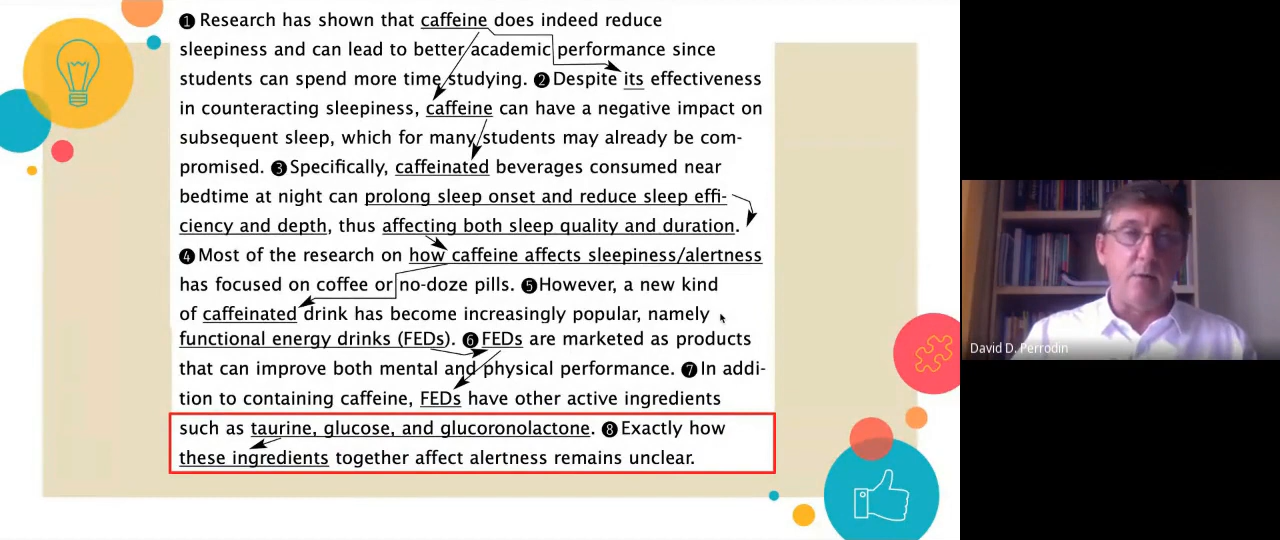 ❶ Research has shown that caffeine does indeed reduce
sleepiness and can lead to better academic performance since
students can spend more time studying. ❷ Despite its effectiveness
in counteracting sleepiness, caffeine can have a negative impact on
subsequent sleep, which for many students may already be com-
promised. ❸ Specifically, caffeinated beverages consumed near
bedtime at night can prolong sleep onset and reduce sleep effi-
ciency and depth, thus affecting both sleep quality and duration.
❹ Most of the research on how caffeine affects sleepiness/alertness
has focused on coffee or no-doze pills. ❺ However, a new kind
of caffeinated drink has become increasingly popular, namely
functional energy drinks (FEDs). ❻ FEDs are marketed as products
that can improve both mental and physical performance. ❼ In addi-
tion to containing caffeine, FEDs have other active ingredients
such as taurine, glucose, and glucoronolactone. ❽ Exactly how
these ingredients together affect alertness remains unclear.
David D. Perrodin